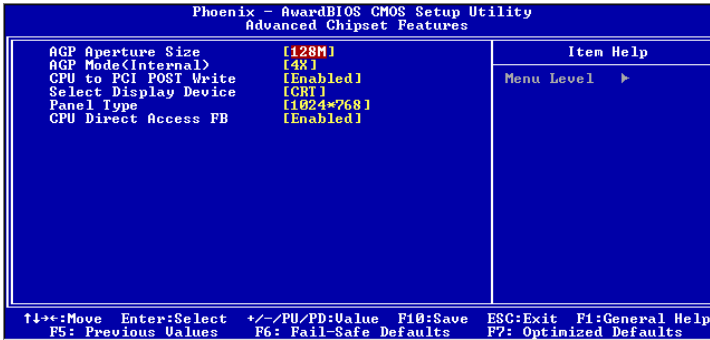 Phoenix - AwardBIOS CMOS Setup Utility
Advanced Chipset Features
AGP Aperture Size [128M]
AGP Mode(Internal) [4X]
CPU to PCI POST Write [Enabled]
Select Display Device [CRT]
Panel Type [1024*768]
CPU Direct Access FB [Enabled]
Item Help
Menu Level ▶
↑↓→←:Move Enter:Select +/-/PU/PD:Value F10:Save ESC:Exit F1:General Help
F5: Previous Values F6: Fail-Safe Defaults F7: Optimized Defaults